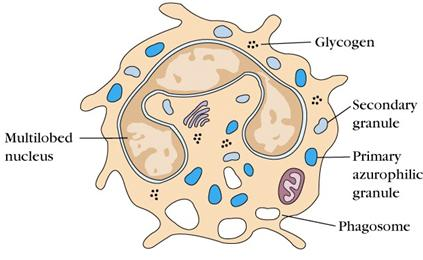 Glycogen
Secondary
granule
Multilobed
nucleus
Primary
azurophilic
granule
Phagosome